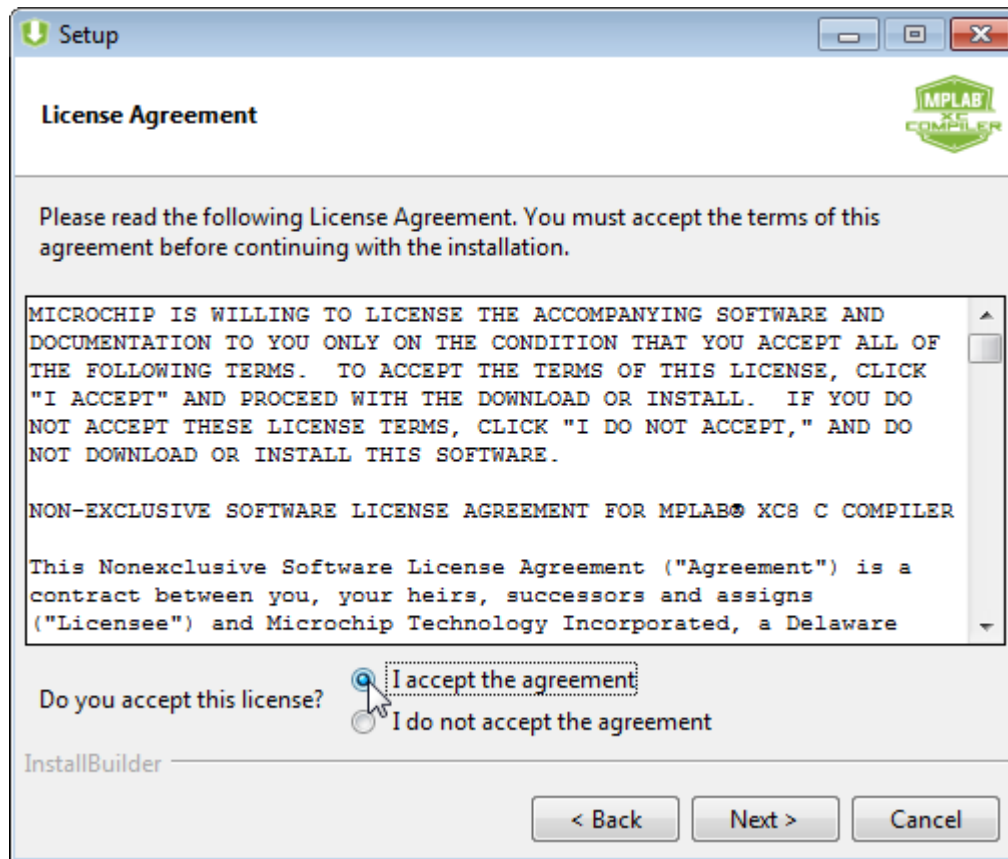 Setup
License Agreement
MPLAB®
XC
COMPILER
Please read the following License Agreement. You must accept the terms of this
agreement before continuing with the installation.
MICROCHIP IS WILLING TO LICENSE THE ACCOMPANYING SOFTWARE AND
DOCUMENTATION TO YOU ONLY ON THE CONDITION THAT YOU ACCEPT ALL OF
THE FOLLOWING TERMS.  TO ACCEPT THE TERMS OF THIS LICENSE, CLICK
"I ACCEPT" AND PROCEED WITH THE DOWNLOAD OR INSTALL.  IF YOU DO
NOT ACCEPT THESE LICENSE TERMS, CLICK "I DO NOT ACCEPT," AND DO
NOT DOWNLOAD OR INSTALL THIS SOFTWARE.
NON-EXCLUSIVE SOFTWARE LICENSE AGREEMENT FOR MPLAB® XC8 C COMPILER
This Nonexclusive Software License Agreement ("Agreement") is a
contract between you, your heirs, successors and assigns
("Licensee") and Microchip Technology Incorporated, a Delaware
Do you accept this license?
I accept the agreement
I do not accept the agreement
InstallBuilder
< Back
Next >
Cancel